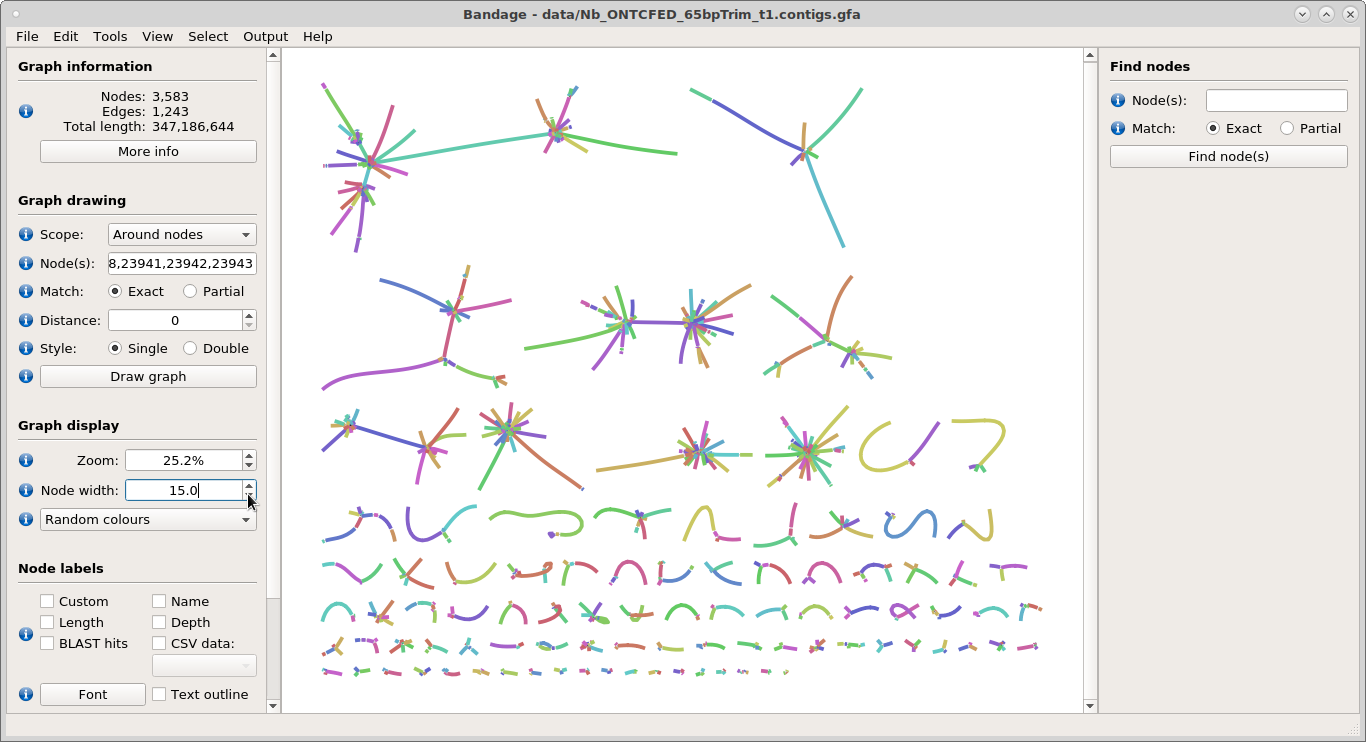 Bandage - data/Nb_ONTCFED_65bpTrim_t1.contigs.gfa
File Edit Tools View Select Output Help
Graph information
Nodes: 3,583
Edges: 1,243
Total length: 347,186,644
More info
Graph drawing
Scope: Around nodes
Node(s): 8,23941,23942,23943
Match: Exact Partial
Distance: 0
Style: Single Double
Draw graph
Graph display
Zoom: 25.2%
Node width: 15.0
Random colours
Node labels
Custom Name
Length Depth
BLAST hits CSV data:
Font Text outline
Find nodes
Node(s):
Match: Exact Partial
Find node(s)